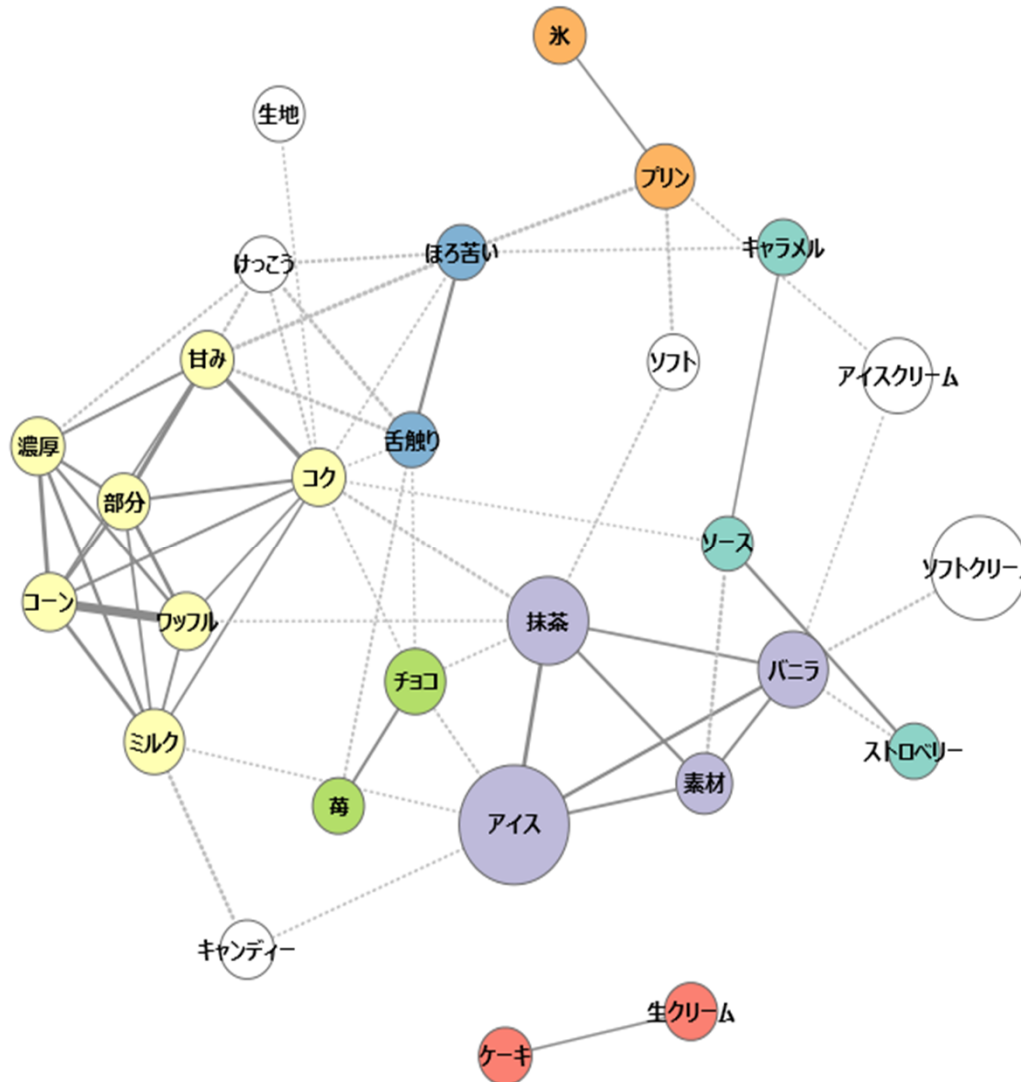 氷
生地
プリン
ほろ苦い
キャラメル
けっこう
甘み
ソフト
アイスクリーム
濃厚
舌触り
コク
部分
ソース
ソフトクリーム
コーン
ワッフル
抹茶
バニラ
チョコ
ミルク
ストロベリー
素材
苺
アイス
キャンディー
生クリーム
ケーキ